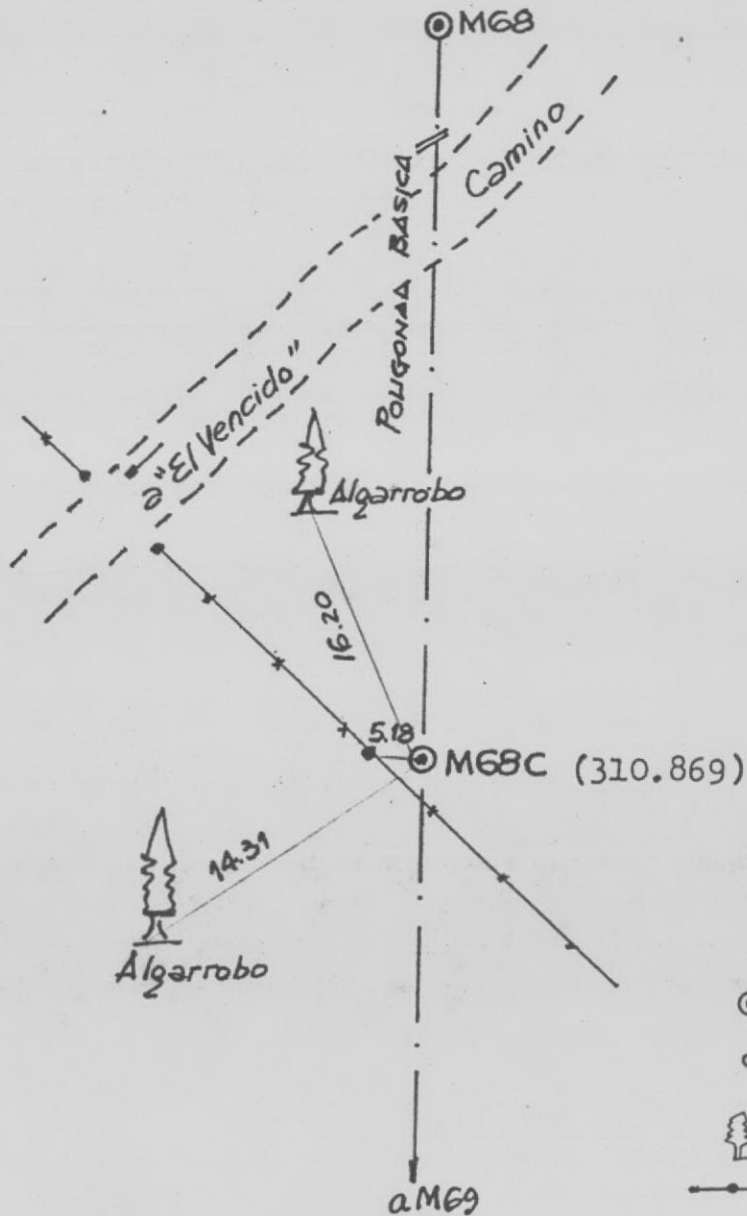 M68
Camino
POLIGONAL BASICA
a "El Vencido"
Algarrobo
16.20
5.18
M68C (310.869)
14.31
Algarrobo
a M69